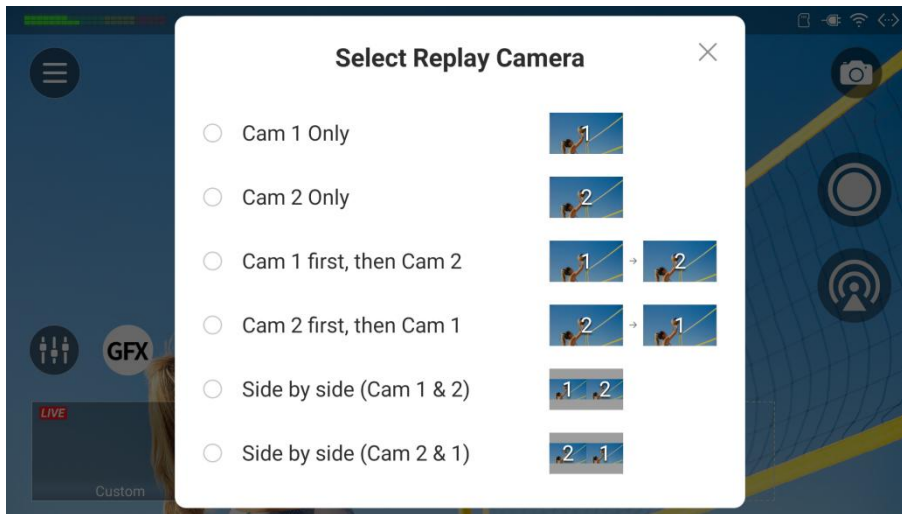 Select Replay Camera
Cam 1 Only
1
Cam 2 Only
2
Cam 1 first, then Cam 2
1 → 2
Cam 2 first, then Cam 1
2 → 1
GFX
Side by side (Cam 1 & 2)
1 2
LIVE
Side by side (Cam 2 & 1)
2 1
Custom